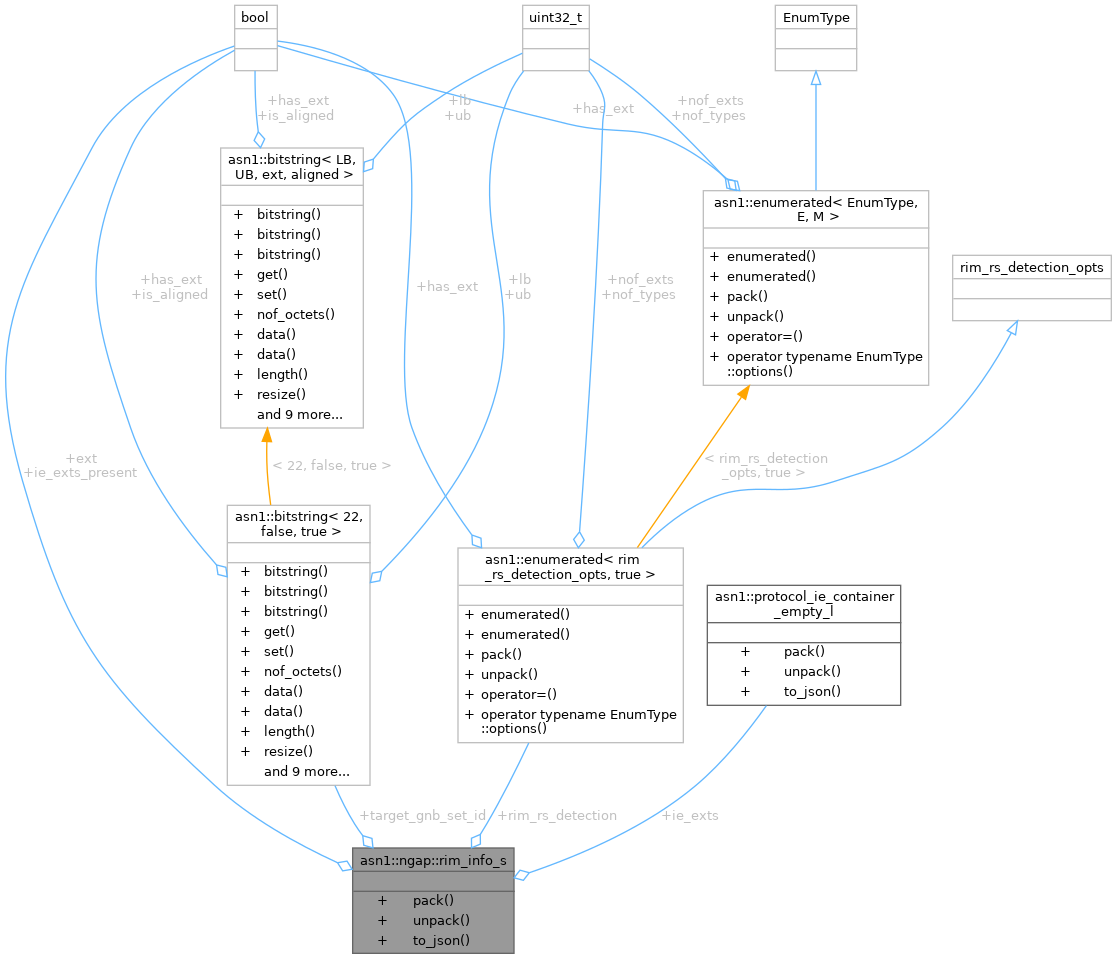 bool
uint32_t
EnumType
+has_ext
+is_aligned
+lb
+ub
+has_ext
+nof_exts
+nof_types
asn1::bitstring< LB,
UB, ext, aligned >
+ bitstring()
+ bitstring()
+ bitstring()
+ get()
+ set()
+ nof_octets()
+ data()
+ data()
+ length()
+ resize()
and 9 more...
asn1::enumerated< EnumType,
E, M >
+ enumerated()
+ enumerated()
+ pack()
+ unpack()
+ operator=()
+ operator typename EnumType
::options()
rim_rs_detection_opts
+has_ext
+is_aligned
+has_ext
+lb
+ub
+nof_exts
+nof_types
+ext
+ie_exts_present
< 22, false, true >
< rim_rs_detection
_opts, true >
asn1::bitstring< 22,
false, true >
+ bitstring()
+ bitstring()
+ bitstring()
+ get()
+ set()
+ nof_octets()
+ data()
+ data()
+ length()
+ resize()
and 9 more...
asn1::enumerated< rim
_rs_detection_opts, true >
+ enumerated()
+ enumerated()
+ pack()
+ unpack()
+ operator=()
+ operator typename EnumType
::options()
asn1::protocol_ie_container
_empty_l
+ pack()
+ unpack()
+ to_json()
+target_gnb_set_id
+rim_rs_detection
+ie_exts
asn1::ngap::rim_info_s
+ pack()
+ unpack()
+ to_json()